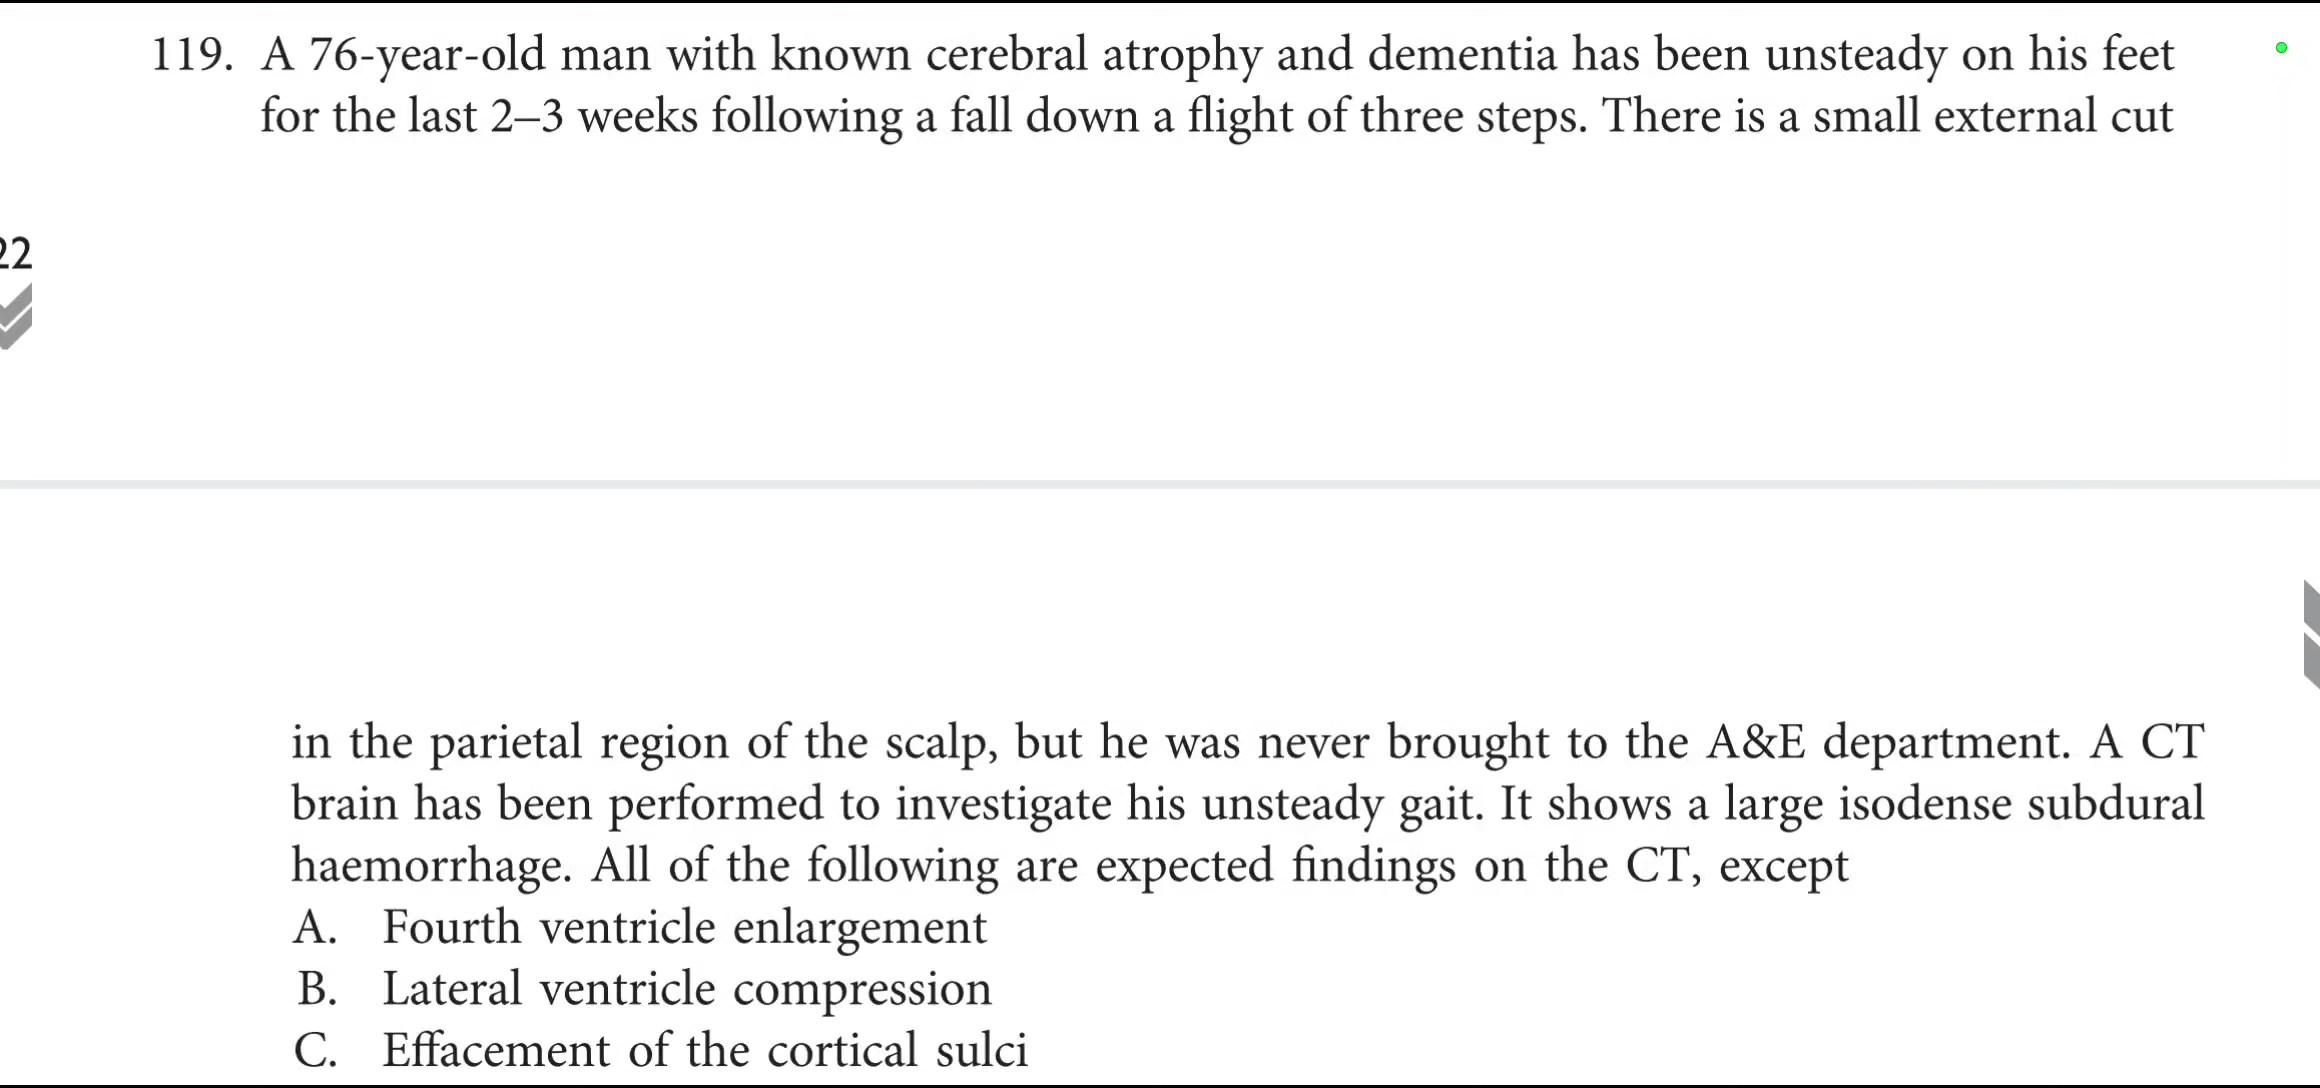 119. A 76-year-old man with known cerebral atrophy and dementia has been unsteady on his feet
for the last 2–3 weeks following a fall down a flight of three steps. There is a small external cut
22
in the parietal region of the scalp, but he was never brought to the A&E department. A CT
brain has been performed to investigate his unsteady gait. It shows a large isodense subdural
haemorrhage. All of the following are expected findings on the CT, except
A. Fourth ventricle enlargement
B. Lateral ventricle compression
C. Effacement of the cortical sulci